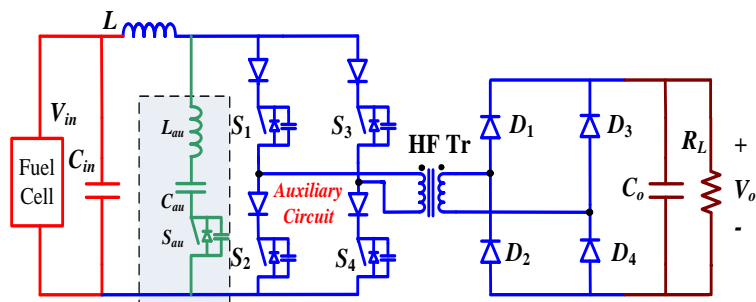 L
V_in
Fuel
Cell
C_in
L_au
C_au
S_au
S_1
S_3
S_2
S_4
Auxiliary
Circuit
HF Tr
D_1
D_3
D_2
D_4
R_L
C_o
+
V_o
-